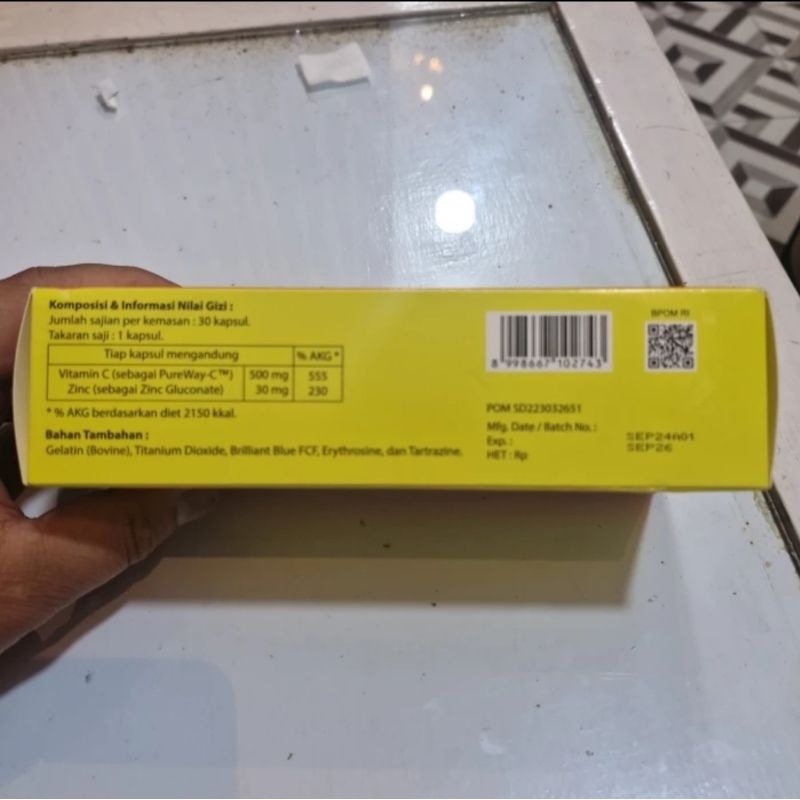 Komposisi & Informasi Nilai Gizi :
Jumlah sajian per kemasan : 30 kapsul.
Takaran saji : 1 kapsul.
Tiap kapsul mengandung % AKG *
Vitamin C (sebagai PureWay-C™) 500 mg 555
Zinc (sebagai Zinc Gluconate) 30 mg 230
* % AKG berdasarkan diet 2150 kkal.
Bahan Tambahan :
Gelatin (Bovine), Titanium Dioxide, Brilliant Blue FCF, Erythrosine, dan Tartrazine.
8 998667 102743
BPOM RI
POM SD223032651
Mfg. Date / Batch No. : SEP24A01
Exp. : SEP26
HET : Rp